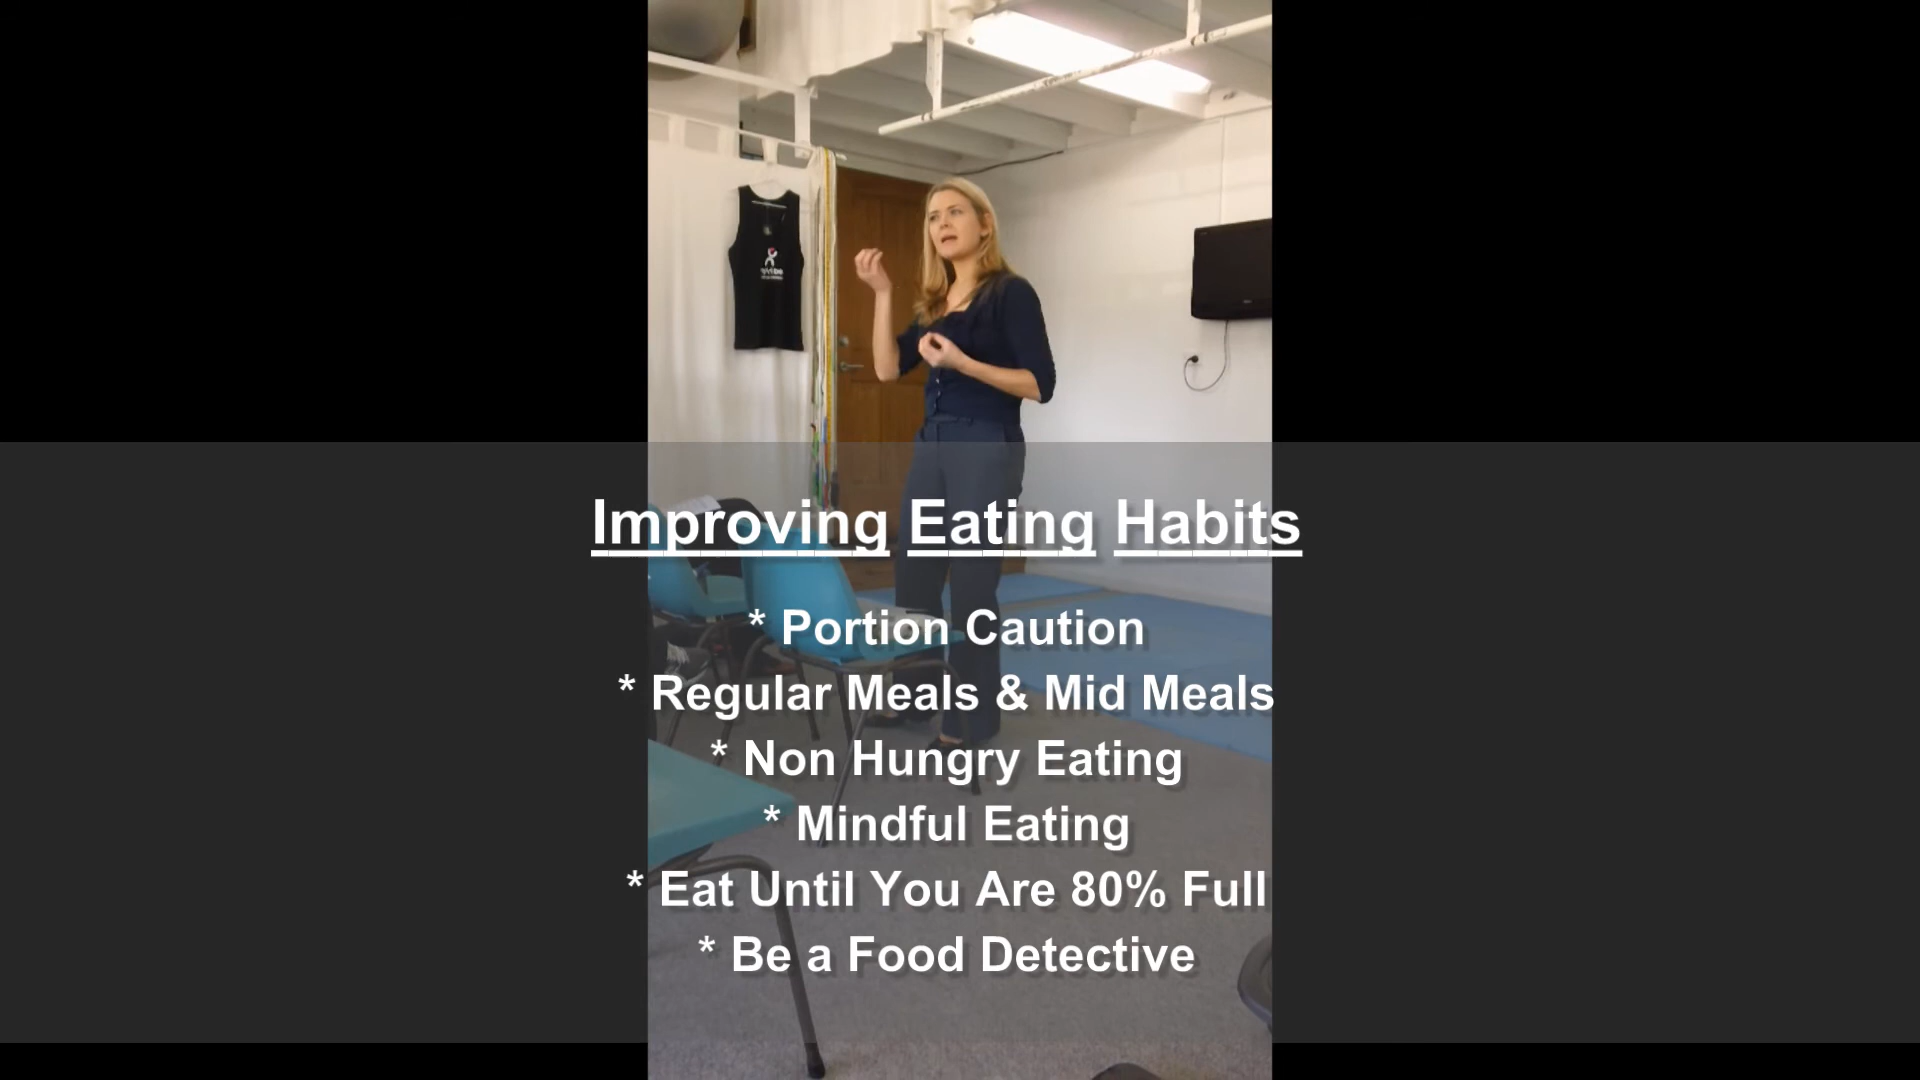 Improving Eating Habits
* Portion Caution
* Regular Meals & Mid Meals
* Non Hungry Eating
* Mindful Eating
* Eat Until You Are 80% Full
* Be a Food Detective